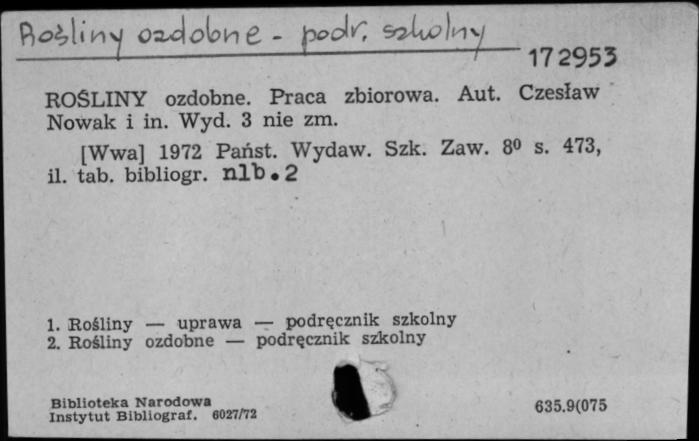 Rośliny ozdobne - podr. szkolny
172953
ROŚLINY ozdobne. Praca zbiorowa. Aut. Czesław
Nowak i in. Wyd. 3 nie zm.
[Wwa] 1972 Państ. Wydaw. Szk. Zaw. 8⁰ s. 473,
il. tab. bibliogr. nlb.2
1. Rośliny — uprawa — podręcznik szkolny
2. Rośliny ozdobne — podręcznik szkolny
Biblioteka Narodowa
Instytut Bibliograf. 6027/72
635.9(075